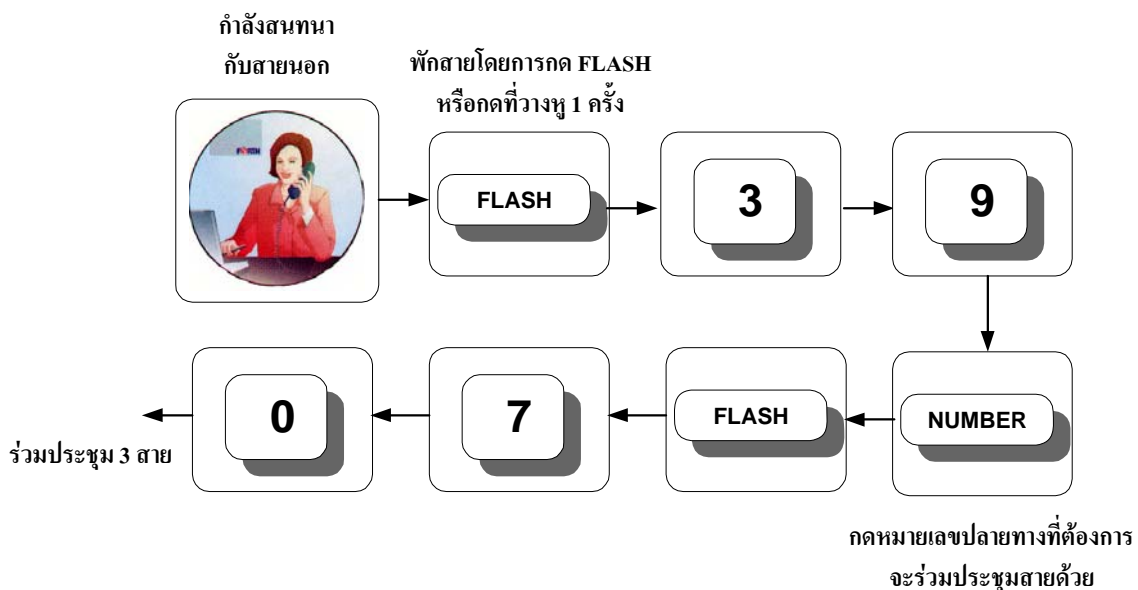 กำลังสนทนา
กับสายนอก
พักสายโดยการกด FLASH
หรือกดที่วางหู 1 ครั้ง
FORTH
FLASH
3
9
NUMBER
กดหมายเลขปลายทางที่ต้องการ
จะร่วมประชุมสายด้วย
FLASH
7
0
ร่วมประชุม 3 สาย